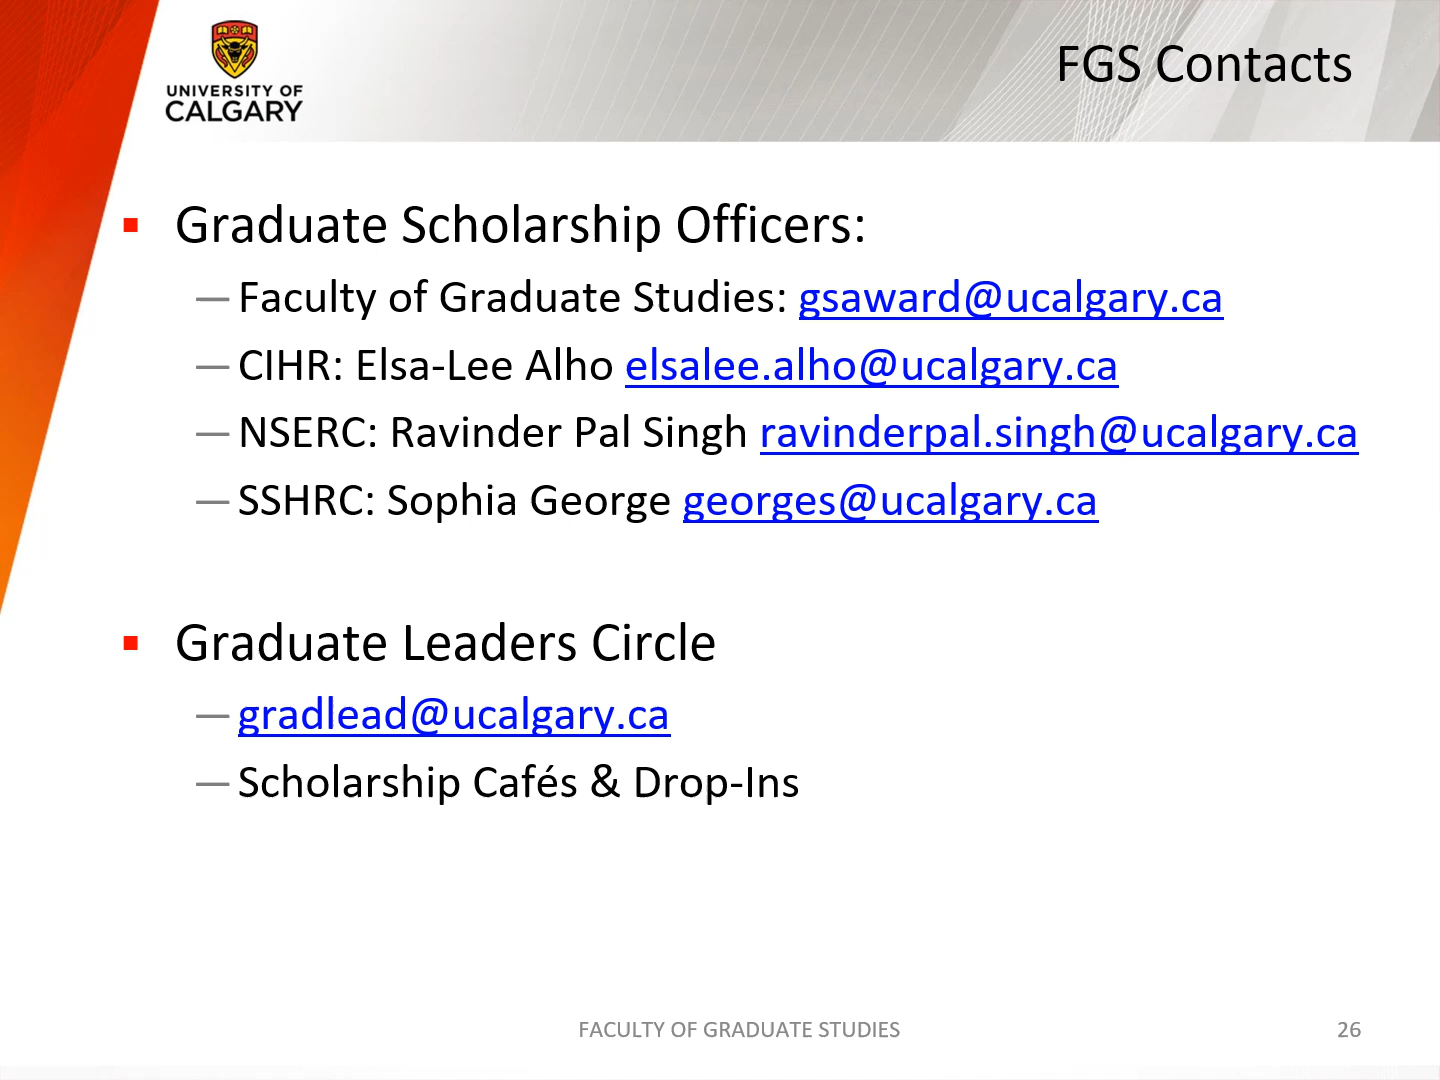 UNIVERSITY OF
CALGARY
FGS Contacts
▪ Graduate Scholarship Officers:
— Faculty of Graduate Studies: gsaward@ucalgary.ca
— CIHR: Elsa-Lee Alho elsalee.alho@ucalgary.ca
— NSERC: Ravinder Pal Singh ravinderpal.singh@ucalgary.ca
— SSHRC: Sophia George georges@ucalgary.ca
▪ Graduate Leaders Circle
— gradlead@ucalgary.ca
— Scholarship Cafés & Drop-Ins
FACULTY OF GRADUATE STUDIES
26